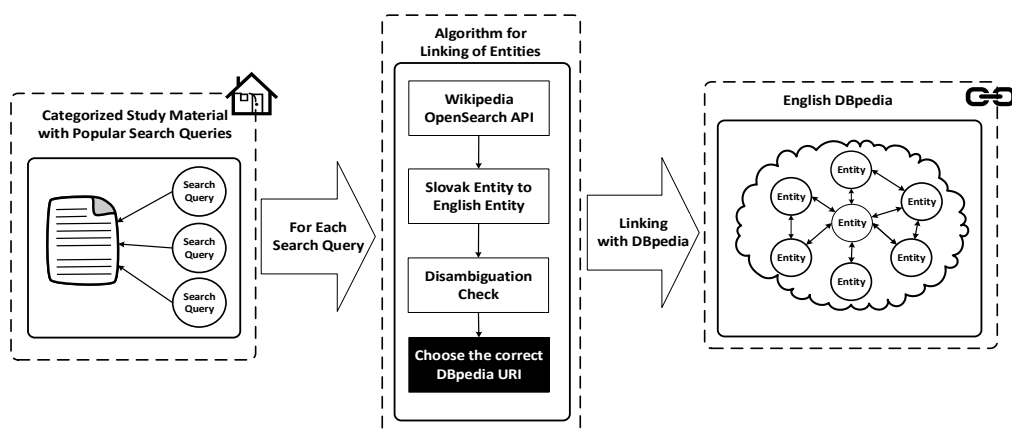 Categorized Study Material
with Popular Search Queries
Search
Query
Search
Query
Search
Query
For Each
Search Query
Algorithm for
Linking of Entities
Wikipedia
OpenSearch API
Slovak Entity to
English Entity
Disambiguation
Check
Choose the correct
DBpedia URI
Linking
with DBpedia
English DBpedia
Entity
Entity
Entity
Entity
Entity
Entity
Entity